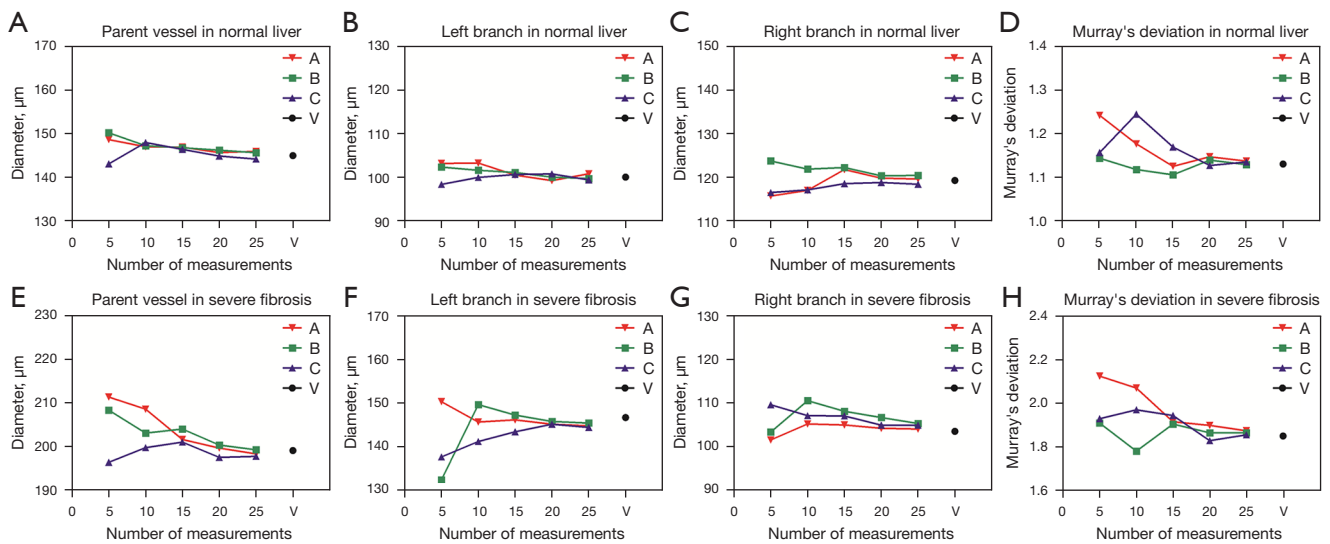 A
Parent vessel in normal liver
170
160
150
140
130
Diameter, μm
0 5 10 15 20 25 V
Number of measurements
A
B
C
V
B
Left branch in normal liver
130
120
110
100
90
Diameter, μm
0 5 10 15 20 25 V
Number of measurements
A
B
C
V
C
Right branch in normal liver
150
140
130
120
110
Diameter, μm
0 5 10 15 20 25 V
Number of measurements
A
B
C
V
D
Murray's deviation in normal liver
1.4
1.3
1.2
1.1
1.0
Murray's deviation
0 5 10 15 20 25 V
Number of measurements
A
B
C
V
E
Parent vessel in severe fibrosis
230
220
210
200
190
Diameter, μm
0 5 10 15 20 25 V
Number of measurements
A
B
C
V
F
Left branch in severe fibrosis
170
160
150
140
130
Diameter, μm
0 5 10 15 20 25 V
Number of measurements
A
B
C
V
G
Right branch in severe fibrosis
130
120
110
100
90
Diameter, μm
0 5 10 15 20 25 V
Number of measurements
A
B
C
V
H
Murray's deviation in severe fibrosis
2.4
2.2
2.0
1.8
1.6
Murray's deviation
0 5 10 15 20 25 V
Number of measurements
A
B
C
V